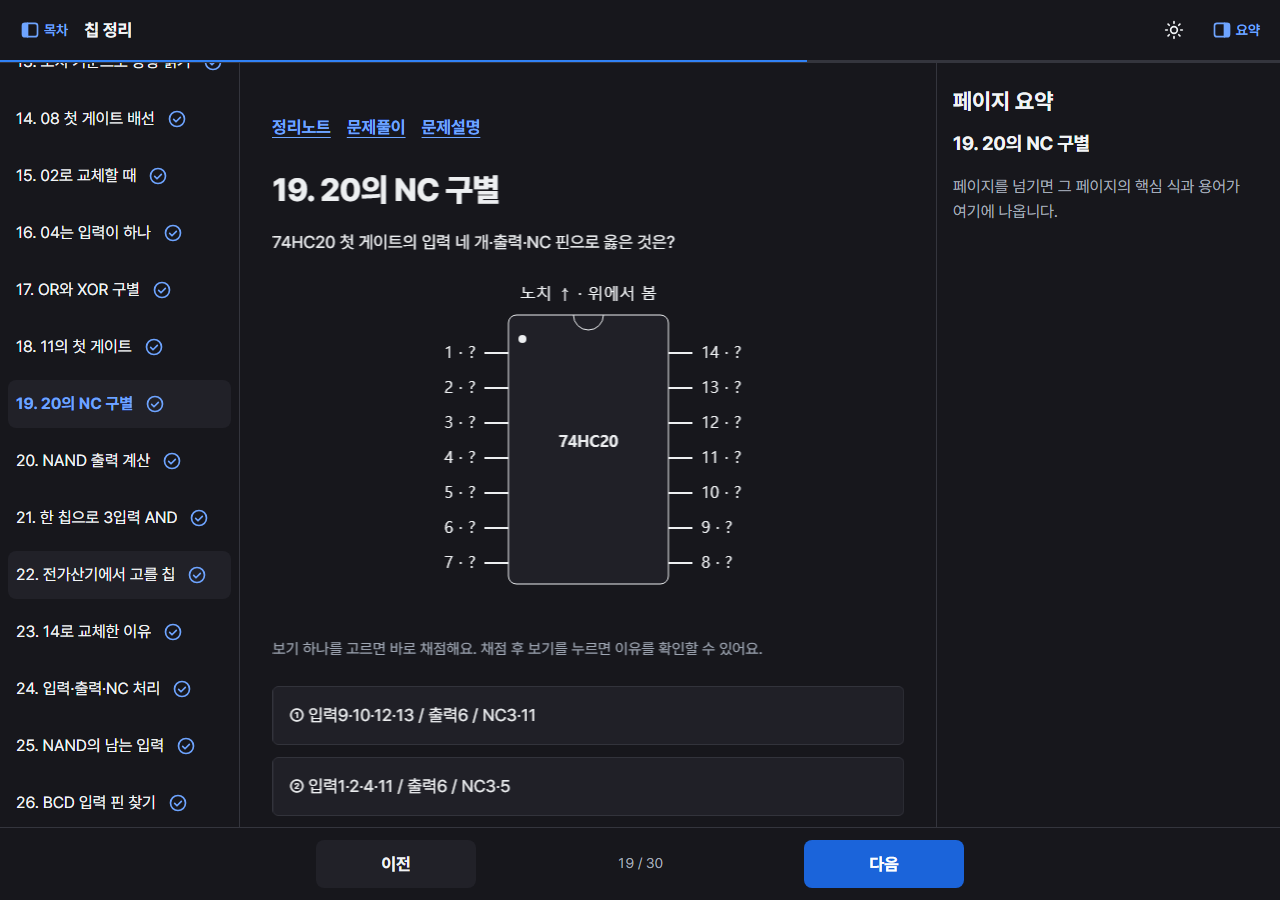 목차
칩 정리
요약
13. 노치 기준으로 방향 읽기
14. 08 첫 게이트 배선
15. 02로 교체할 때
16. 04는 입력이 하나
17. OR와 XOR 구별
18. 11의 첫 게이트
19. 20의 NC 구별
20. NAND 출력 계산
21. 한 칩으로 3입력 AND
22. 전가산기에서 고를 칩
23. 14로 교체한 이유
24. 입력·출력·NC 처리
25. NAND의 남는 입력
26. BCD 입력 핀 찾기
정리노트 문제풀이 문제설명
19. 20의 NC 구별
74HC20 첫 게이트의 입력 네 개·출력·NC 핀으로 옳은 것은?
노치 ↑ · 위에서 봄
1 · ? 14 · ?
2 · ? 13 · ?
3 · ? 12 · ?
74HC20
4 · ? 11 · ?
5 · ? 10 · ?
6 · ? 9 · ?
7 · ? 8 · ?
보기 하나를 고르면 바로 채점해요. 채점 후 보기를 누르면 이유를 확인할 수 있어요.
① 입력9·10·12·13 / 출력6 / NC3·11
② 입력1·2·4·11 / 출력6 / NC3·5
페이지 요약
19. 20의 NC 구별
페이지를 넘기면 그 페이지의 핵심 식과 용어가
여기에 나옵니다.
이전
19 / 30
다음